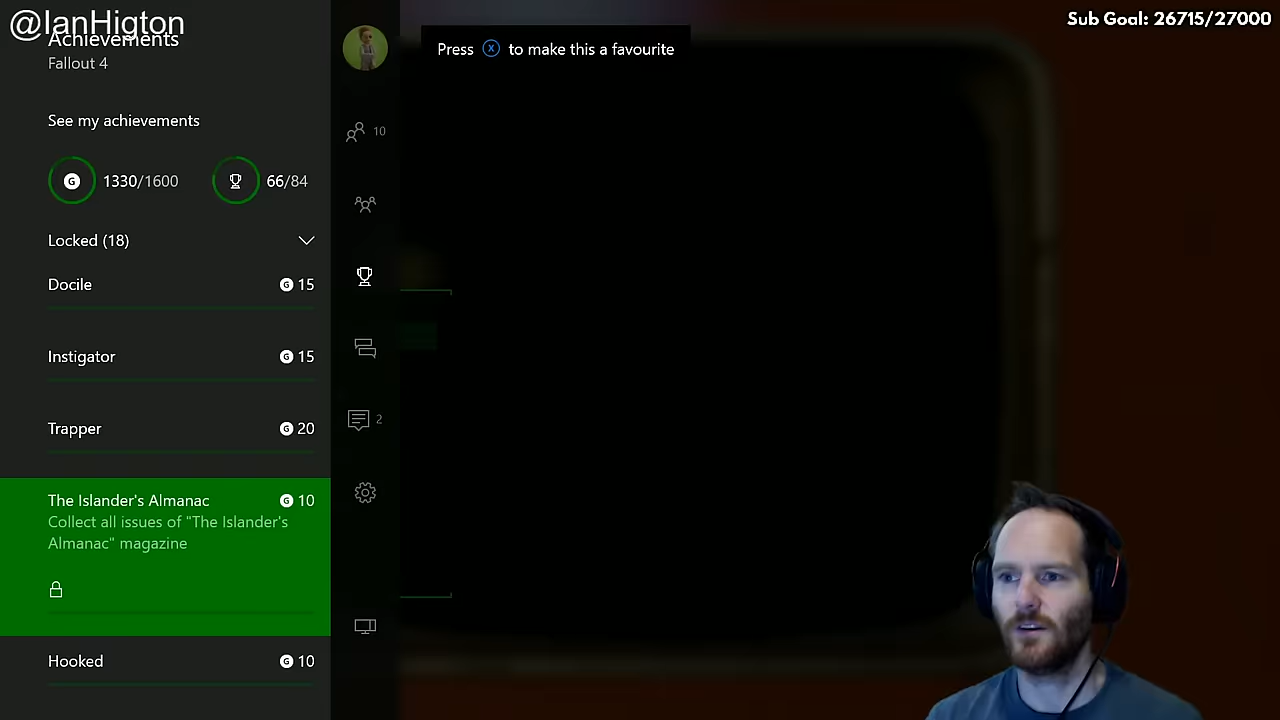 @IanHigton
Sub Goal: 26715/27000
Achievements
Fallout 4
Press X to make this a favourite
See my achievements
10
G 1330/1600 66/84
Locked (18)
Docile G 15
Instigator G 15
Trapper G 20
2
The Islander's Almanac G 10
Collect all issues of "The Islander's
Almanac" magazine
Hooked G 10